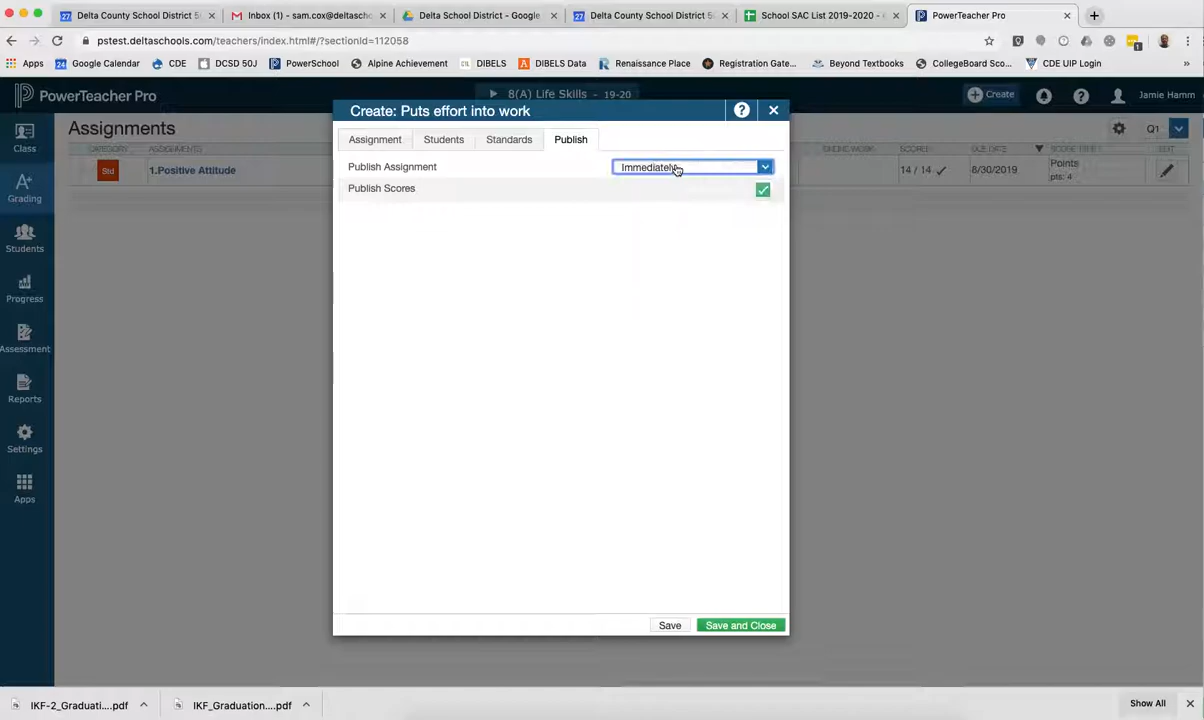 Delta County School District 5
Inbox (1) - sam.cox@deltasch
Delta School District - Google
Delta County School District 5
School SAC List 2019-2020 -
PowerTeacher Pro
pstest.deltaschools.com/teachers/index.html#/?sectionId=112058
Apps
Google Calendar
CDE
DCSD 50J
PowerSchool
Alpine Achievement
DIBELS
DIBELS Data
Renaissance Place
Registration Gate...
Beyond Textbooks
CollegeBoard Sco...
CDE UIP Login
PowerTeacher Pro
8(A) Life Skills - 19-20
Create
Jamie Hamm
Class
Grading
Students
Progress
Assessment
Reports
Settings
Apps
Assignments
Q1
CATEGORY
ASSIGNMENTS
ONLINE WORK
SCORES
DUE DATE
Std
1.Positive Attitude
14 / 14
8/30/2019
Points
pts: 4
EDIT
Create: Puts effort into work
Assignment
Students
Standards
Publish
Publish Assignment
Immediately
Publish Scores
Save
Save and Close
IKF-2_Graduati....pdf
IKF_Graduation....pdf
Show All